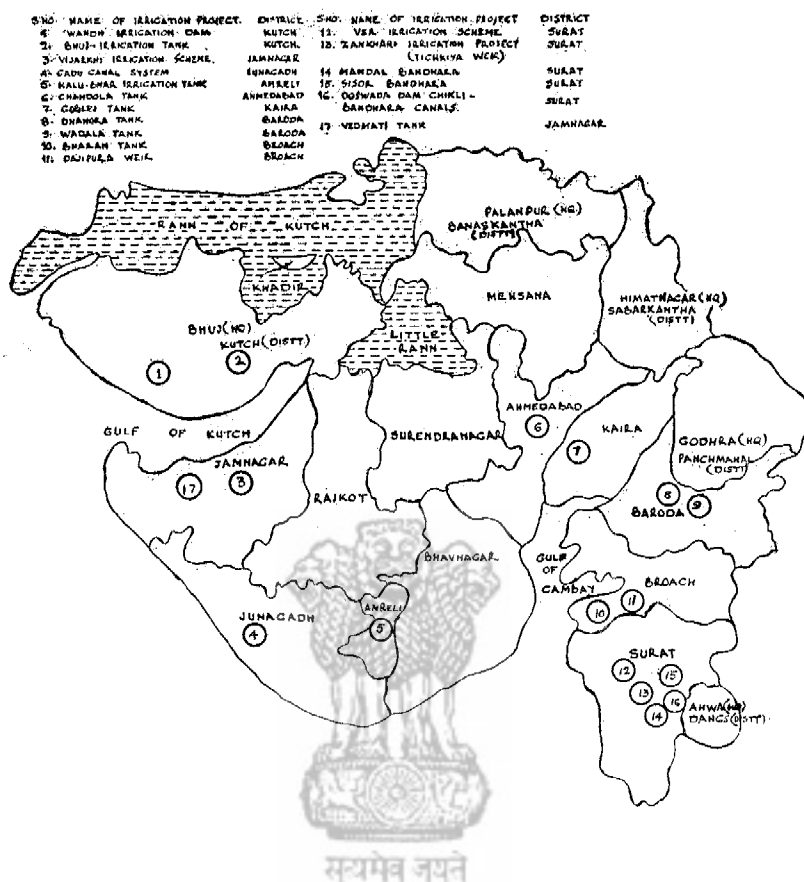 S.NO. NAME OF IRRIGATION PROJECT. DISTRICT
1. WANDH IRRIGATION DAM KUTCH
2. BHUJ-IRRIGATION TANK KUTCH.
3. VIJARKHI IRRIGATION SCHEME. JAMNAGAR
4. CADU CANAL SYSTEM JUNAGADH
5. KALU-BHAR IRRIGATION TANK AMRELI
6. CHANDOLA TANK AHMEDABAD
7. TANK KAIRA
8. DHANORA TANK BARODA
9. WADALA TANK BARODA
10. BHARAN TANK BROACH
11. WEIR BROACH
S.NO. NAME OF IRRIGATION PROJECT DISTRICT
12. VER IRRIGATION SCHEME SURAT
13. ZANKHARI IRRIGATION PROJECT SURAT
(TICHKIYA WEIR)
14 MANDAL BANDHARA SURAT
15. SISOR BANDHARA SURAT
16. DOSWADA DAM CHIKLI-
BANDHARA CANALS. SURAT
17 VEDMATI TANK JAMNAGAR
PALANPUR (HQ)
BANASKANTHA
(DISTT)
RANN OF KUTCH
KHADIR
MEHSANA
HIMATNAGAR (HQ)
SABARKANTHA
(DISTT)
BHUJ (HQ)
KUTCH (DISTT)
LITTLE
RANN
1
2
AHMEDABAD
6
GULF OF KUTCH
SURENDRANAGAR
KAIRA
7
GODHRA (HQ)
PANCHMAHAL
(DISTT)
JAMNAGAR
17
3
RAJKOT
8
9
BARODA
BHAVNAGAR
GULF
OF
CAMBAY
BROACH
10
11
AMRELI
5
JUNAGADH
4
SURAT
12
15
13
16
14
AHWA (HQ)
DANGS (DISTT)
सत्यमेव जयते